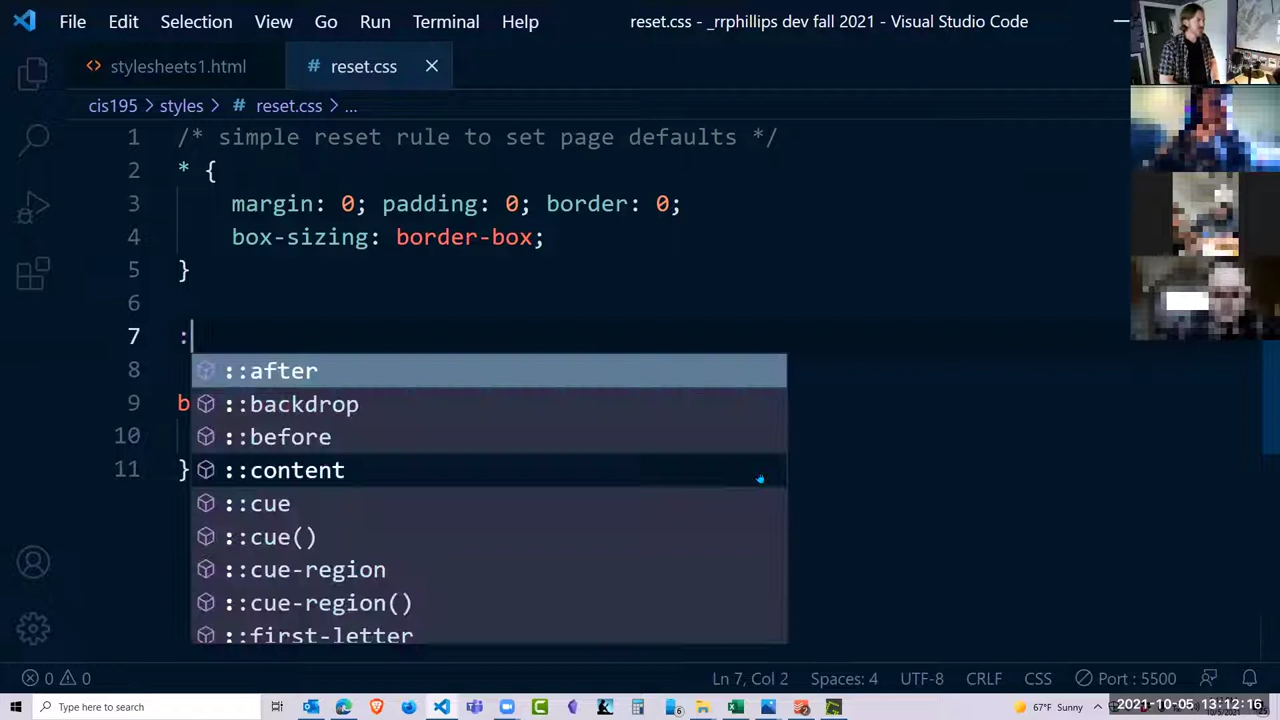 File Edit Selection View Go Run Terminal Help reset.css - _rrphillips dev fall 2021 - Visual Studio Code
<> stylesheets1.html # reset.css ×
cis195 > styles > # reset.css > ...
1 /* simple reset rule to set page defaults */
2 * {
3 margin: 0; padding: 0; border: 0;
4 box-sizing: border-box;
5 }
6
7 :
8 ::after
9 b ::backdrop
10 ::before
11 } ::content
::cue
::cue()
::cue-region
::cue-region()
::first-letter
0 0 Ln 7, Col 2 Spaces: 4 UTF-8 CRLF CSS Port : 5500
Type here to search 67°F Sunny 2021-10-05 13:12:16